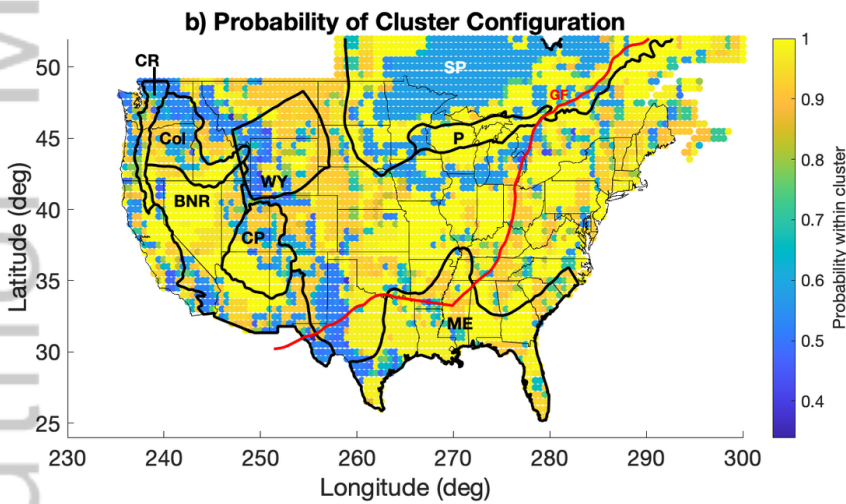 b) Probability of Cluster Configuration
CR
SP
GF
Col
P
WY
BNR
CP
ME
50
45
40
35
30
25
Latitude (deg)
230 240 250 260 270 280 290 300
Longitude (deg)
1
0.9
0.8
0.7
0.6
0.5
0.4
Probability within cluster